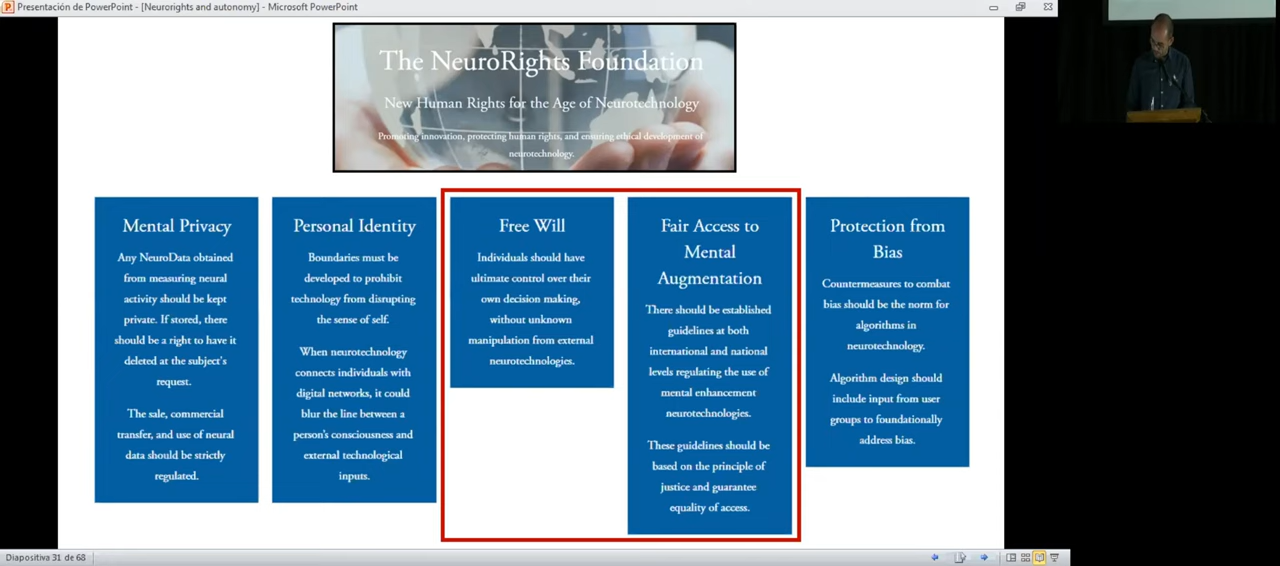 Presentación de PowerPoint - [Neurorights and autonomy] - Microsoft PowerPoint
The NeuroRights Foundation
New Human Rights for the Age of Neurotechnology
Promoting innovation, protecting human rights, and ensuring ethical development of
neurotechnology.
Mental Privacy
Any NeuroData obtained
from measuring neural
activity should be kept
private. If stored, there
should be a right to have it
deleted at the subject's
request.
The sale, commercial
transfer, and use of neural
data should be strictly
regulated.
Personal Identity
Boundaries must be
developed to prohibit
technology from disrupting
the sense of self.
When neurotechnology
connects individuals with
digital networks, it could
blur the line between a
person's consciousness and
external technological
inputs.
Free Will
Individuals should have
ultimate control over their
own decision making,
without unknown
manipulation from external
neurotechnologies.
Fair Access to
Mental
Augmentation
There should be established
guidelines at both
international and national
levels regulating the use of
mental enhancement
neurotechnologies.
These guidelines should be
based on the principle of
justice and guarantee
equality of access.
Protection from
Bias
Countermeasures to combat
bias should be the norm for
algorithms in
neurotechnology.
Algorithm design should
include input from user
groups to foundationally
address bias.
Diapositiva 31 de 68